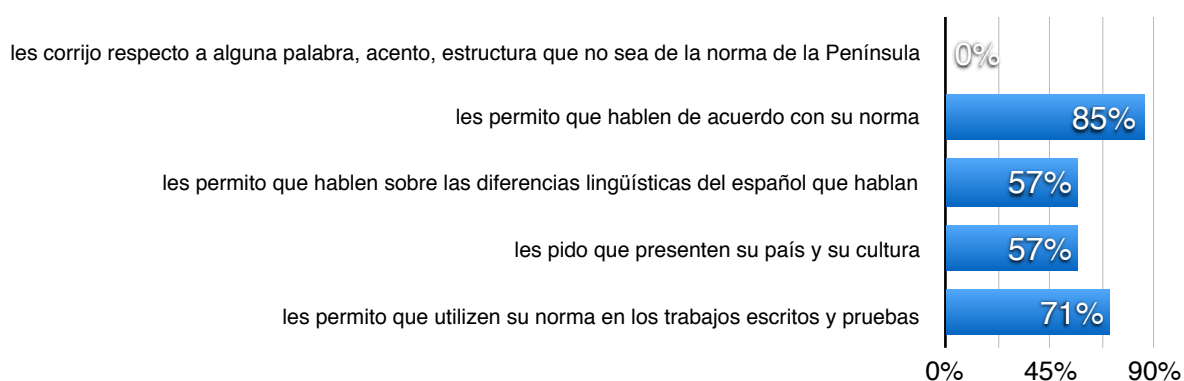 les corrijo respecto a alguna palabra, acento, estructura que no sea de la norma de la Península 0%
les permito que hablen de acuerdo con su norma 85%
les permito que hablen sobre las diferencias lingüísticas del español que hablan 57%
les pido que presenten su país y su cultura 57%
les permito que utilizen su norma en los trabajos escritos y pruebas 71%
0% 45% 90%